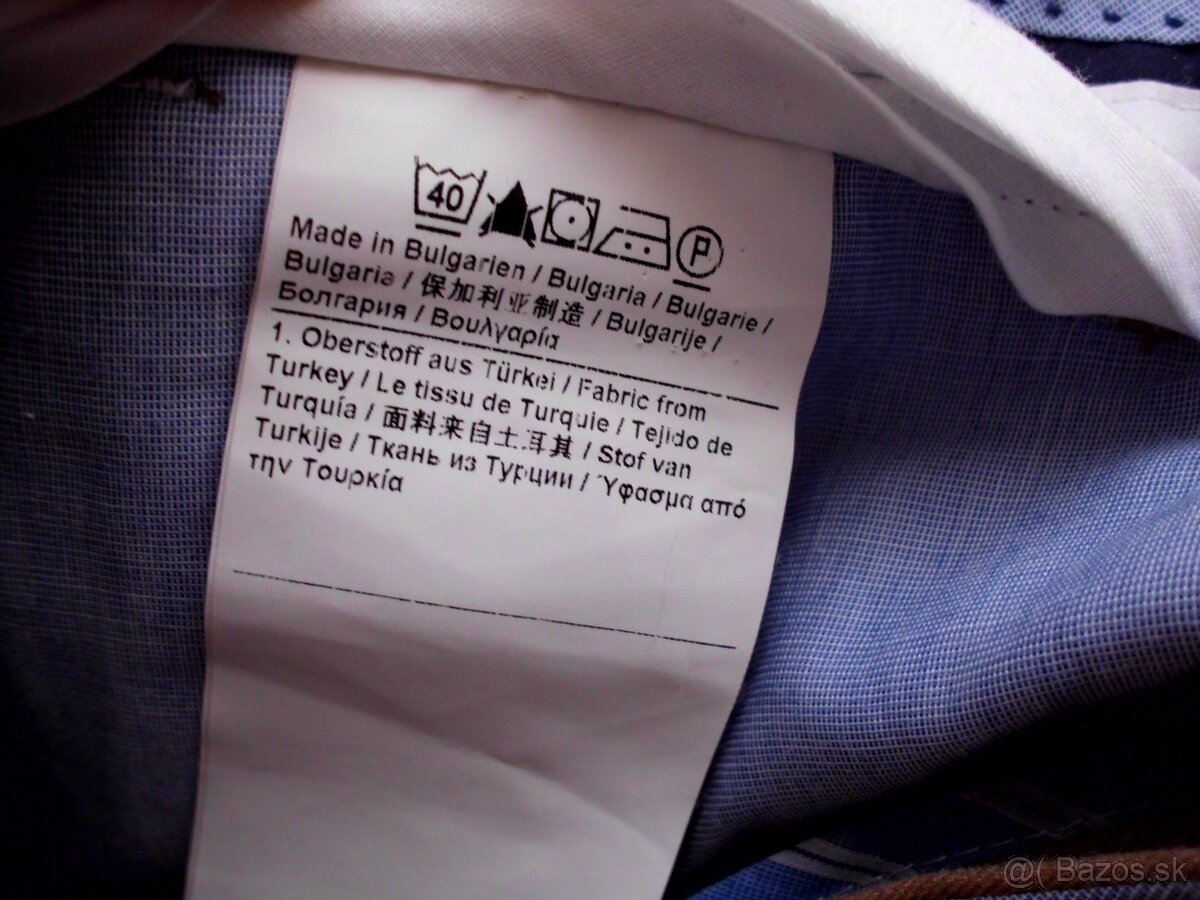 40
P
Made in Bulgarien / Bulgaria / Bulgarie /
Bulgaria / 保加利亚制造 / Bulgarije /
Болгария / Βουλγαρία
1. Oberstoff aus Türkei / Fabric from
Turkey / Le tissu de Turquie / Tejido de
Turquía / 面料来自土耳其 / Stof van
Turkije / Ткань из Турции / Ύφασμα από
την Τουρκία
@( Bazos.sk